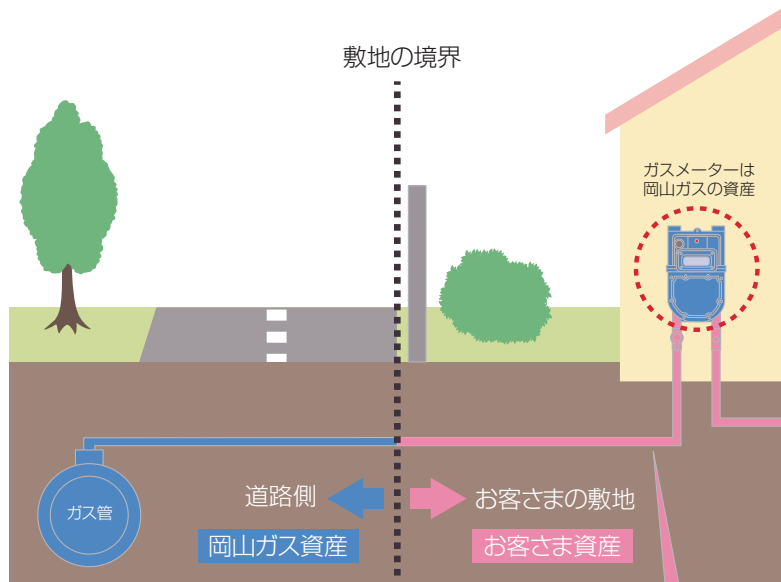 敷地の境界
ガスメーターは
岡山ガスの資産
ガス管
道路側
お客さまの敷地
岡山ガス資産
お客さま資産